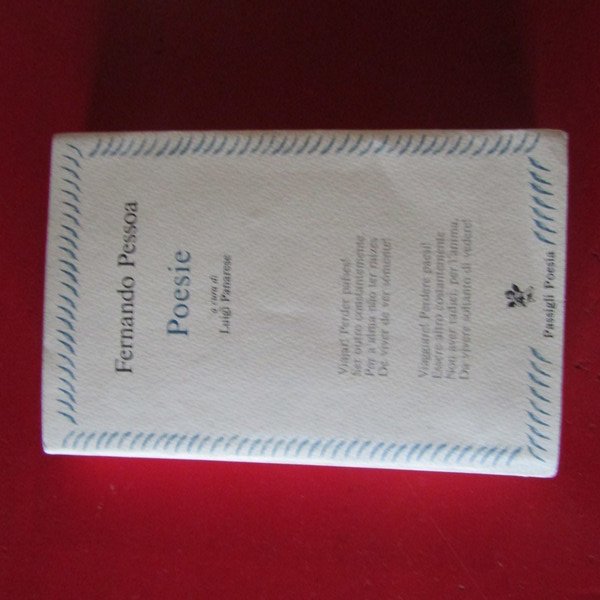 Fernando Pessoa
Poesie
a cura di
Luigi Panarese
Viajar! Perder países!
Ser outro constantemente,
Por a alma não ter raízes
De viver de ver somente!
Viaggiare! Perdere paesi!
Essere altro costantemente,
Non aver radici, per l'anima,
Da vivere soltanto di vedere!
Passigli Poesia